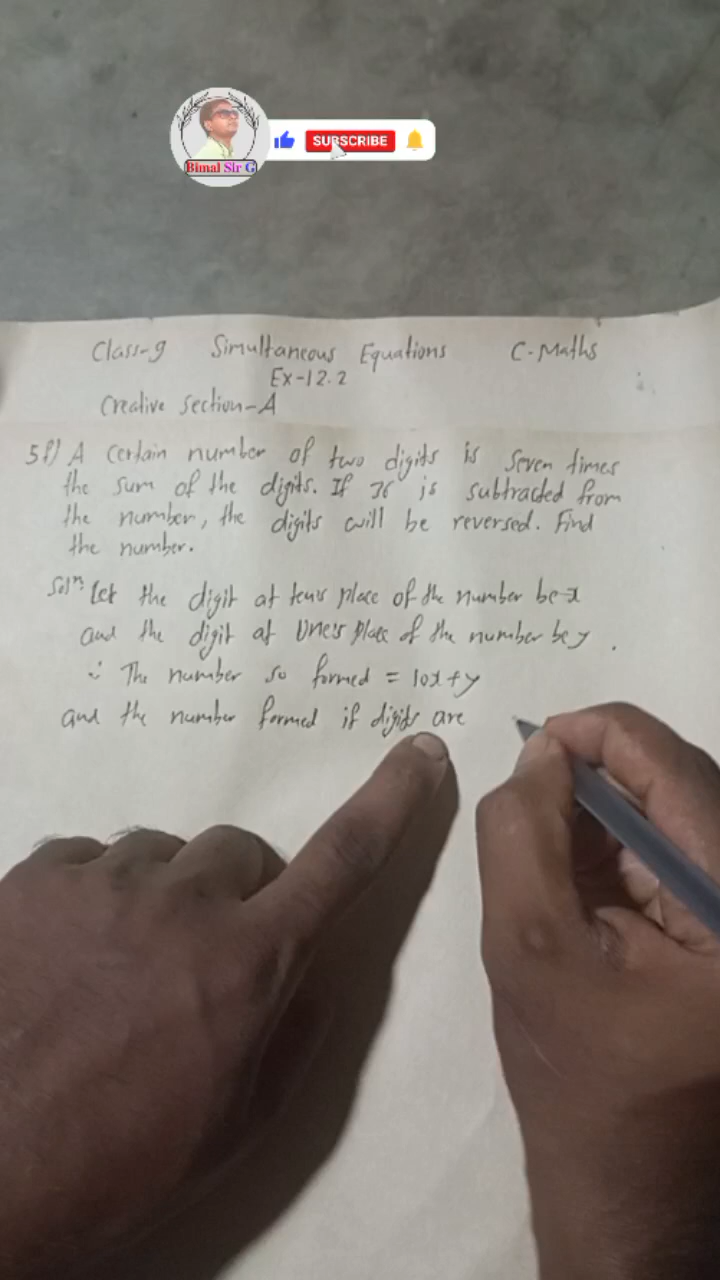 Bimal Sir G
SUBSCRIBE
Class-9 Simultaneous Equations C-Maths
Ex-12.2
Creative section-A
5f) A certain number of two digits is seven times
the sum of the digits. If 36 is subtracted from
the number, the digits will be reversed. Find
the number.
Solⁿ Let the digit at ten's place of the number be x
and the digit at One's place of the number be y.
∴ The number so formed = 10x+y
and the number formed if digits are